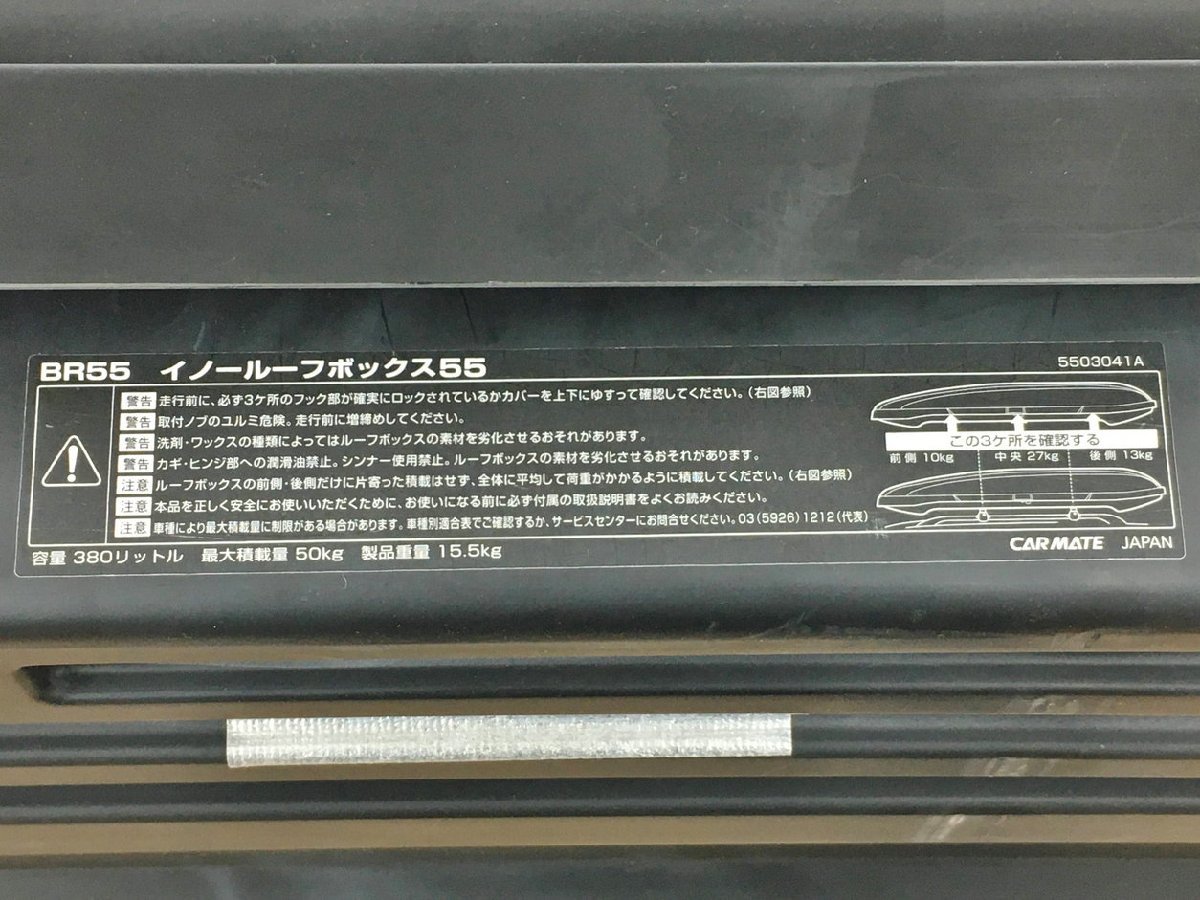 BR55 イノールーフボックス55
5503041A
警告 走行前に、必ず3ケ所のフック部が確実にロックされているかカバーを上下にゆすって確認してください。(右図参照)
警告 取付ノブのユルミ危険。走行前に増締めしてください。
警告 洗剤・ワックスの種類によってはルーフボックスの素材を劣化させるおそれがあります。
警告 カギ・ヒンジ部への潤滑油禁止。シンナー使用禁止。ルーフボックスの素材を劣化させるおそれがあります。
注意 ルーフボックスの前側・後側だけに片寄った積載はせず、全体に平均して荷重がかかるように積載してください。(右図参照)
注意 本品を正しく安全にお使いいただくために、お使いになる前に必ず付属の取扱説明書をよくお読みください。
注意 車種により最大積載量に制限がある場合があります。車種別適合表でご確認するか、サービスセンターにお問合せください。03(5926)1212(代表)
この3ケ所を確認する
前側 10kg 中央 27kg 後側 13kg
容量 380リットル 最大積載量 50kg 製品重量 15.5kg
CARMATE JAPAN